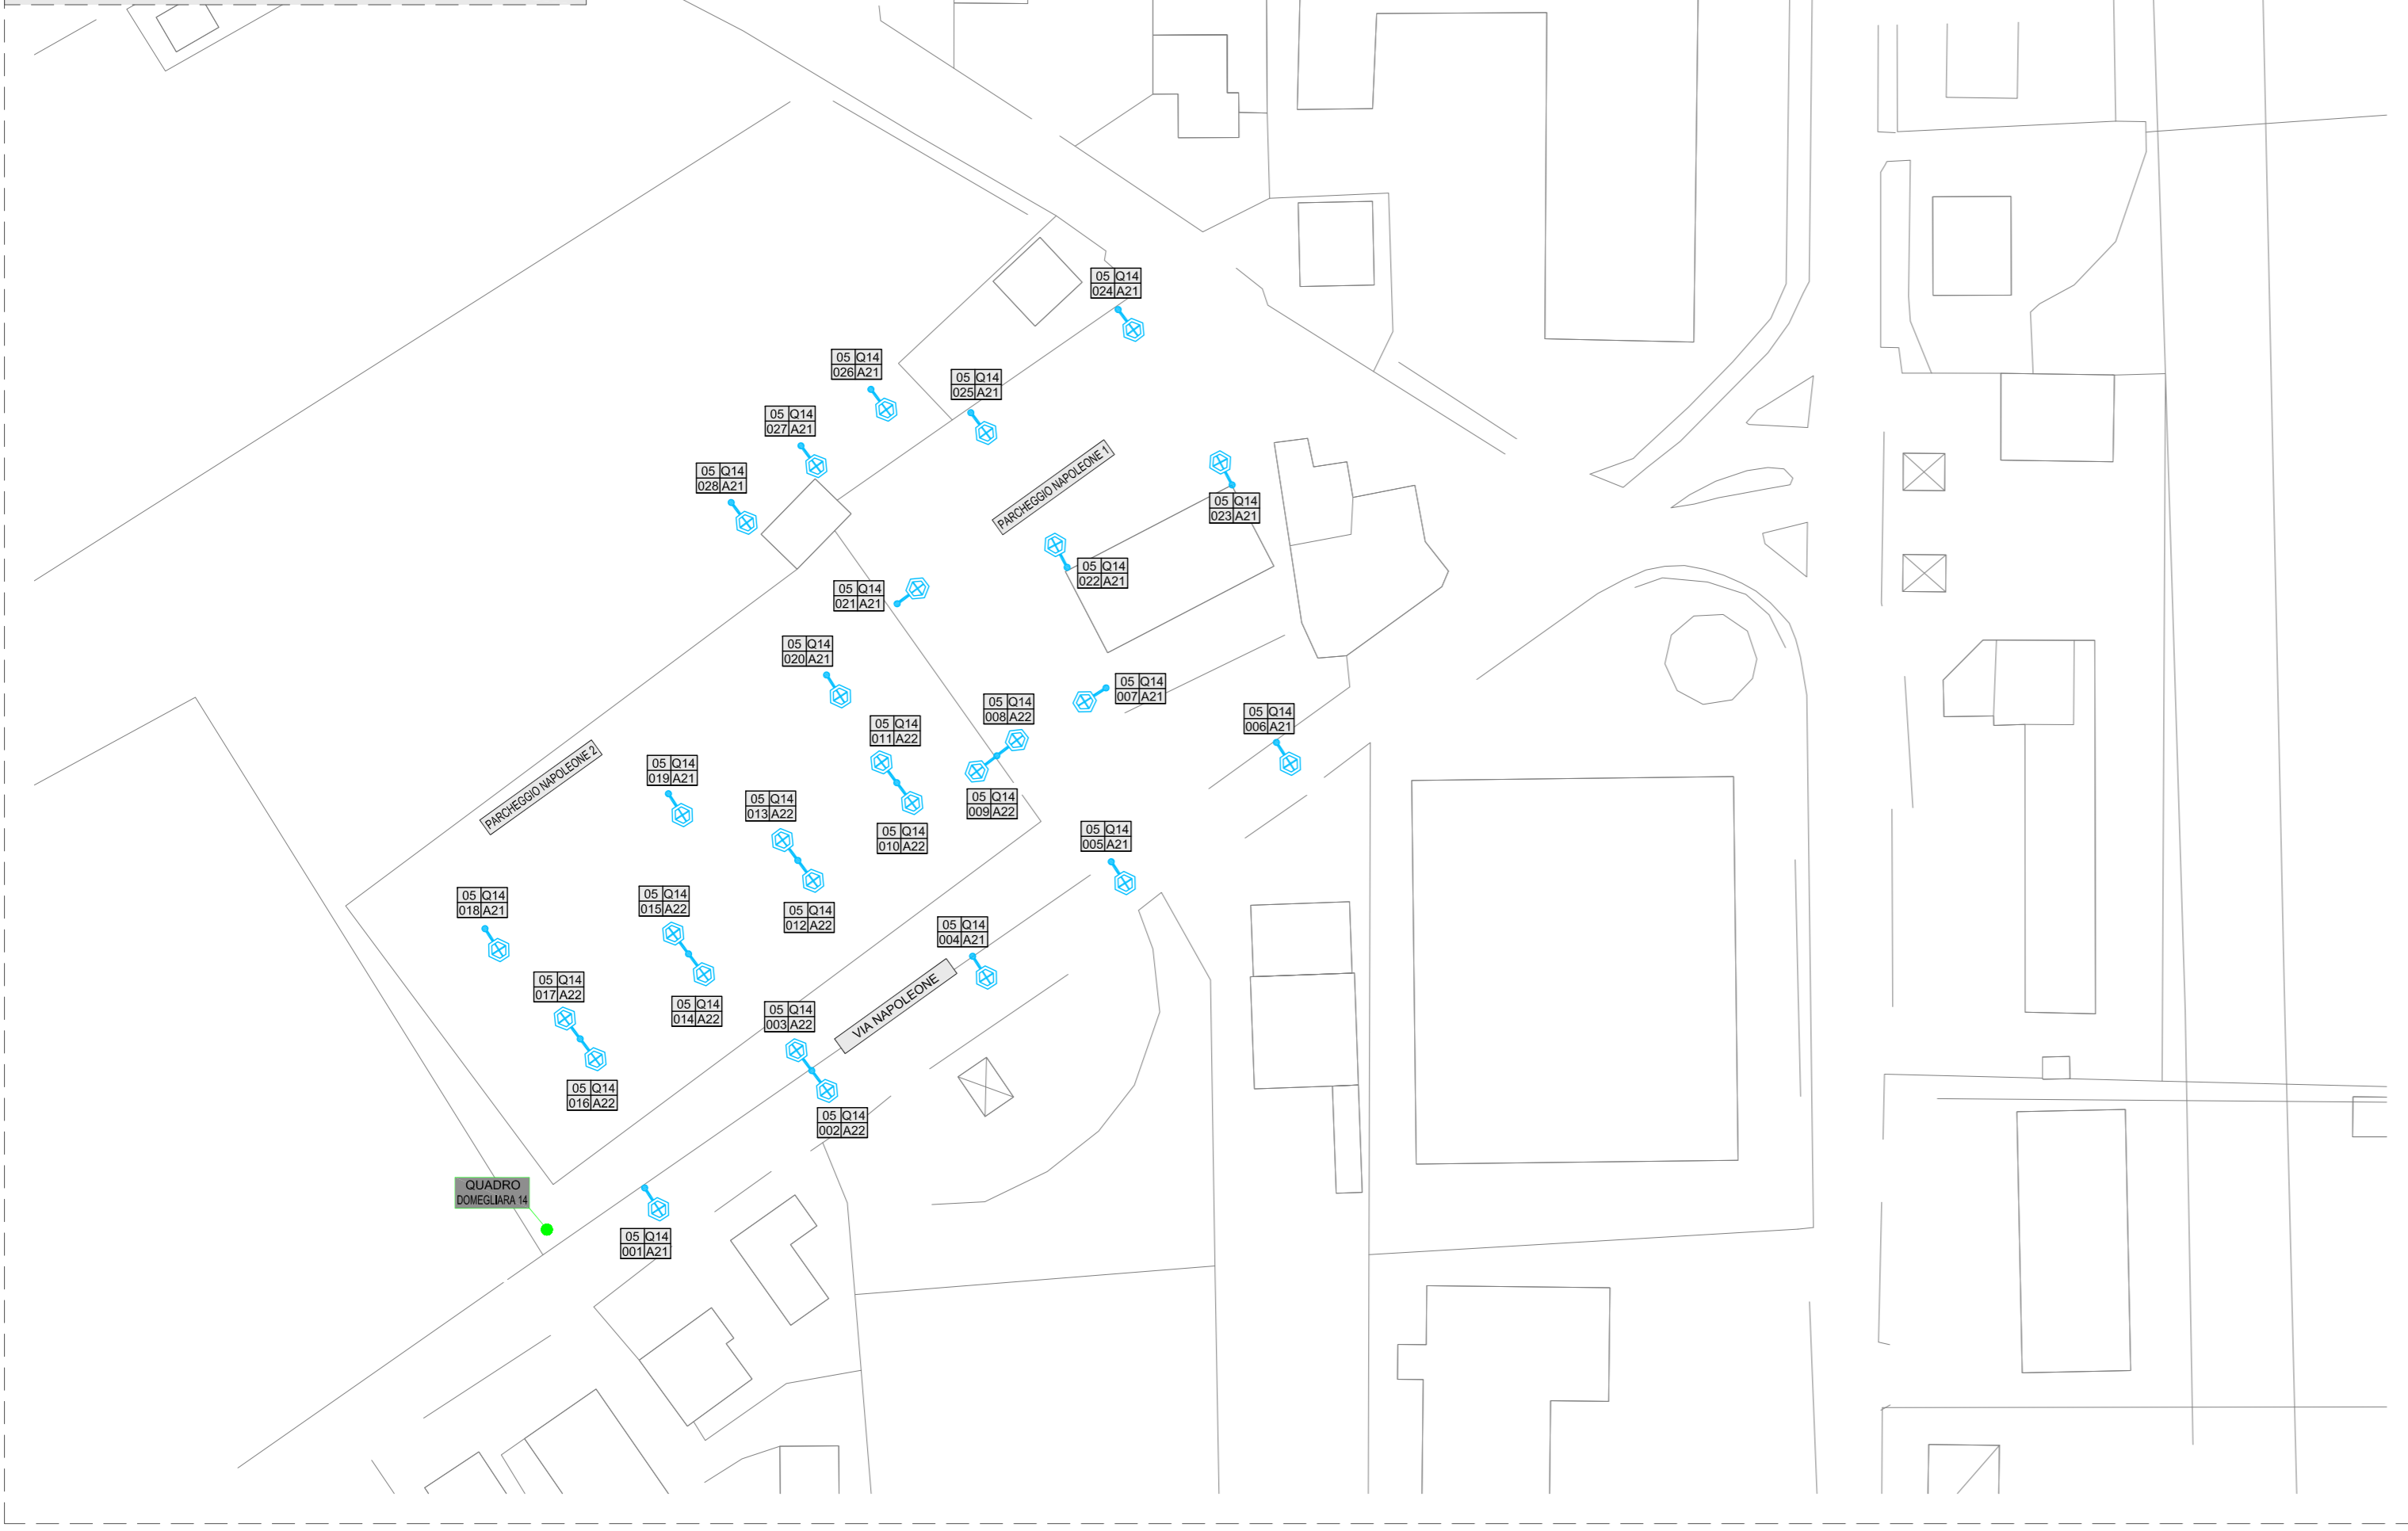 05 Q14
024 A21
05 Q14
026 A21
05 Q14
025 A21
05 Q14
027 A21
05 Q14
028 A21
PARCHEGGIO NAPOLEONE 1
05 Q14
023 A21
05 Q14
022 A21
05 Q14
021 A21
05 Q14
020 A21
05 Q14
007 A21
05 Q14
008 A22
05 Q14
006 A21
05 Q14
011 A22
PARCHEGGIO NAPOLEONE 2
05 Q14
019 A21
05 Q14
013 A22
05 Q14
009 A22
05 Q14
010 A22
05 Q14
005 A21
05 Q14
018 A21
05 Q14
015 A22
05 Q14
012 A22
05 Q14
004 A21
05 Q14
017 A22
05 Q14
014 A22
05 Q14
003 A22
VIA NAPOLEONE
05 Q14
016 A22
05 Q14
002 A22
QUADRO
DOMEGLIARA 14
05 Q14
001 A21